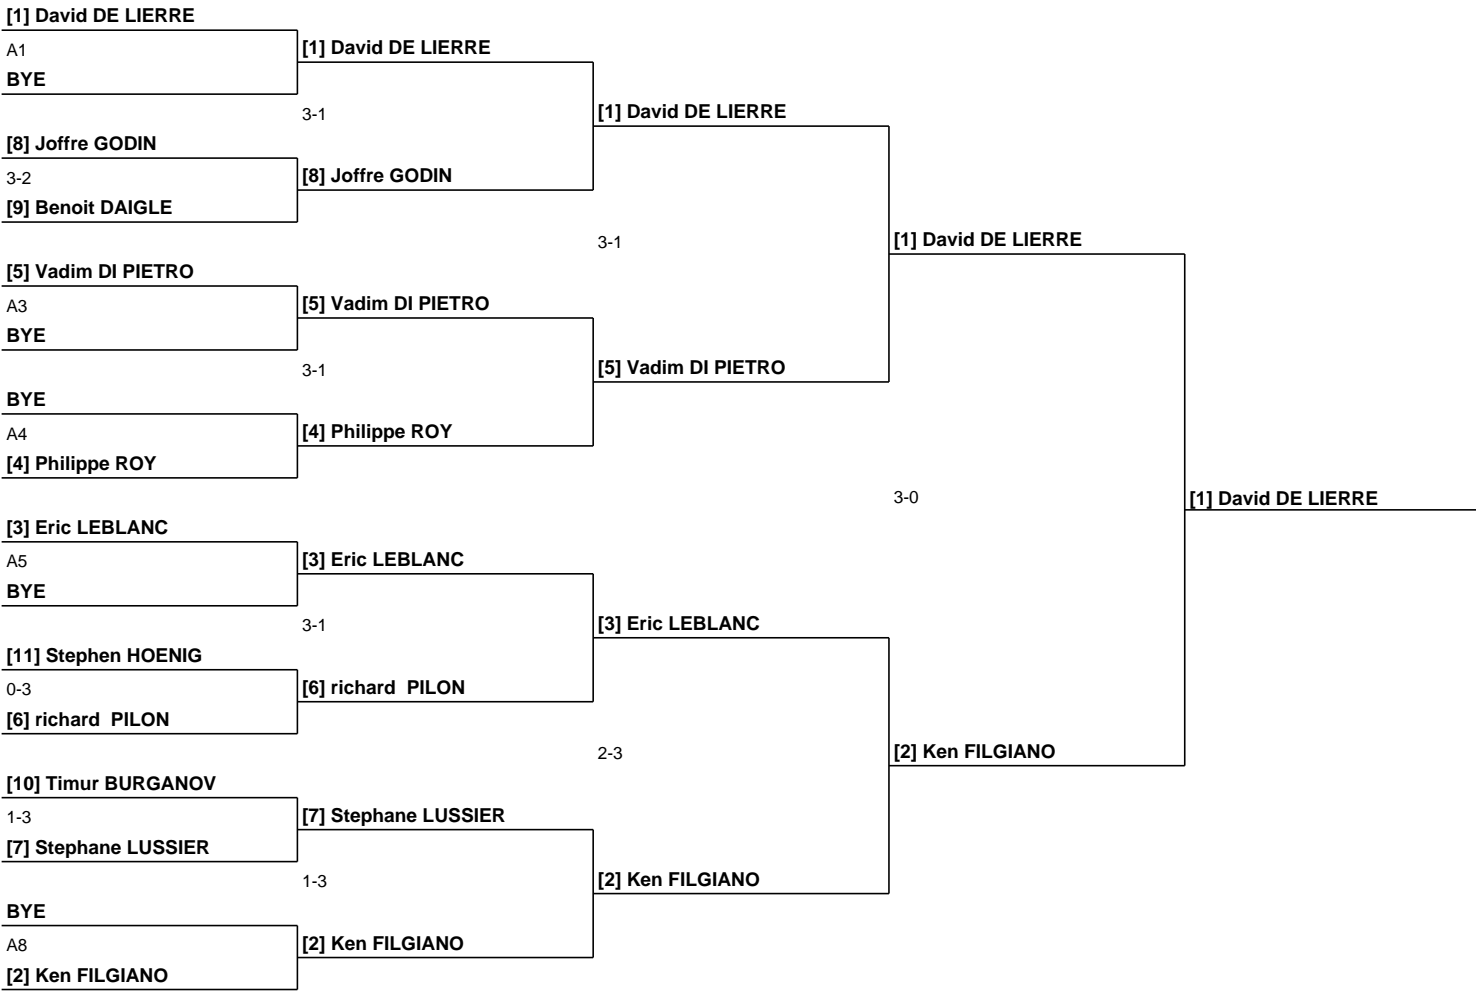 [1] David DE LIERRE
A1
BYE
[8] Joffre GODIN
3-2
[9] Benoit DAIGLE
[5] Vadim DI PIETRO
A3
BYE
BYE
A4
[4] Philippe ROY
[3] Eric LEBLANC
A5
BYE
[11] Stephen HOENIG
0-3
[6] richard  PILON
[10] Timur BURGANOV
1-3
[7] Stephane LUSSIER
BYE
A8
[2] Ken FILGIANO
[1] David DE LIERRE
3-1
[8] Joffre GODIN
[5] Vadim DI PIETRO
3-1
[4] Philippe ROY
[3] Eric LEBLANC
3-1
[6] richard  PILON
[7] Stephane LUSSIER
1-3
[2] Ken FILGIANO
[1] David DE LIERRE
3-1
[5] Vadim DI PIETRO
[3] Eric LEBLANC
2-3
[2] Ken FILGIANO
[1] David DE LIERRE
3-0
[2] Ken FILGIANO
[1] David DE LIERRE